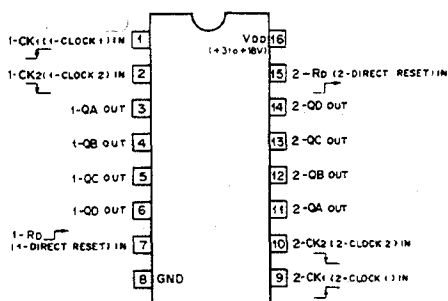 1-CK1 (1-CLOCK 1) IN
1
1-CK2 (1-CLOCK 2) IN
2
1-QA OUT
3
1-QB OUT
4
1-QC OUT
5
1-QD OUT
6
1-RD
(1-DIRECT RESET) IN
7
8
GND
VDD
(+3 to +18V)
16
15
2-RD (2-DIRECT RESET) IN
14
2-QD OUT
13
2-QC OUT
12
2-QB OUT
11
2-QA OUT
10
2-CK2 (2-CLOCK 2) IN
9
2-CK1 (2-CLOCK 1) IN